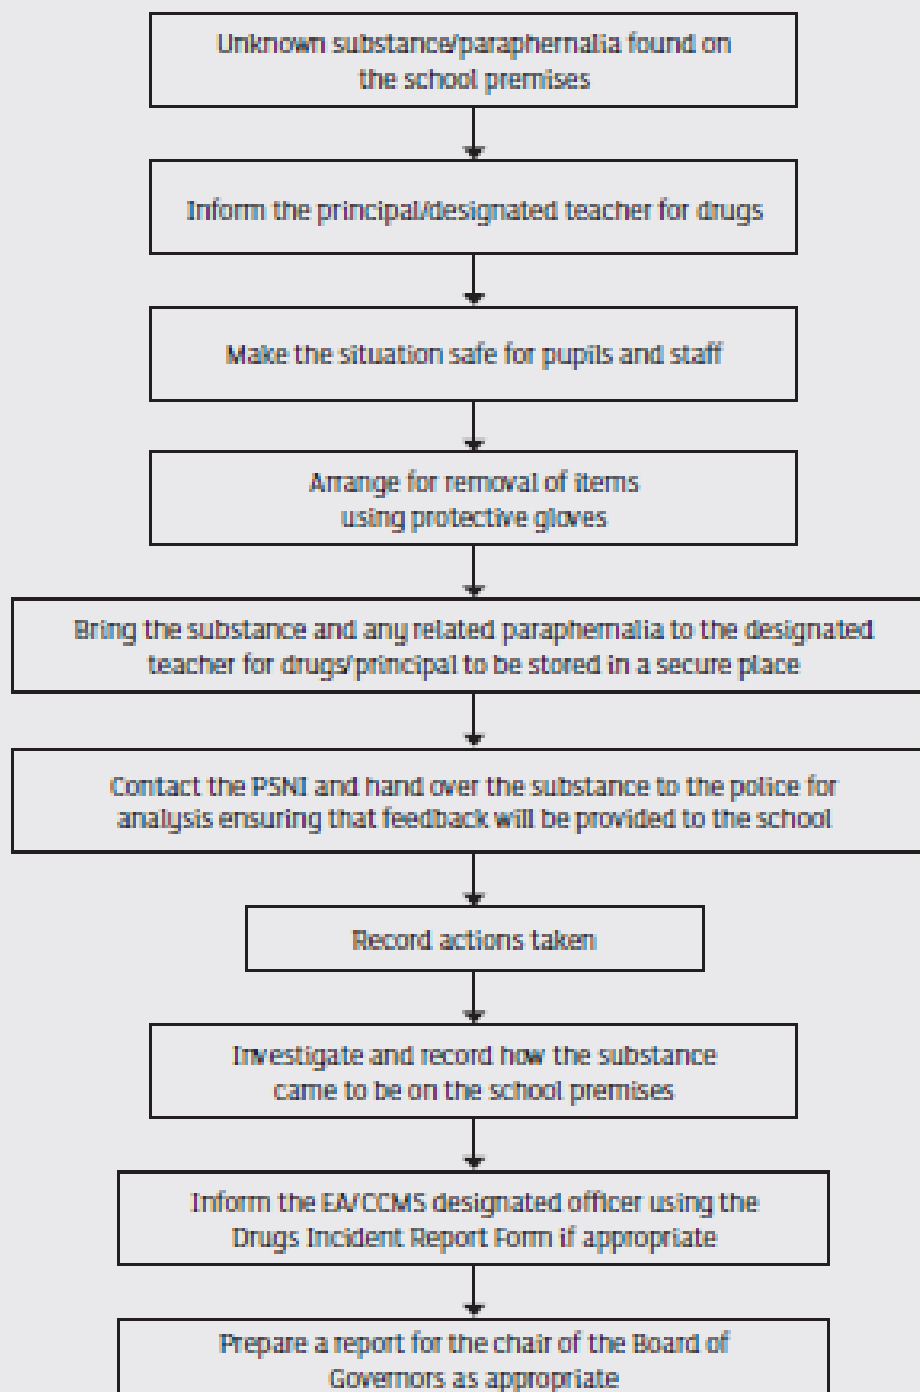 Unknown substance/paraphernalia found on
the school premises
Inform the principal/designated teacher for drugs
Make the situation safe for pupils and staff
Arrange for removal of items
using protective gloves
Bring the substance and any related paraphernalia to the designated
teacher for drugs/principal to be stored in a secure place
Contact the PSNI and hand over the substance to the police for
analysis ensuring that feedback will be provided to the school
Record actions taken
Investigate and record how the substance
came to be on the school premises
Inform the EA/CCMS designated officer using the
Drugs Incident Report Form if appropriate
Prepare a report for the chair of the Board of
Governors as appropriate